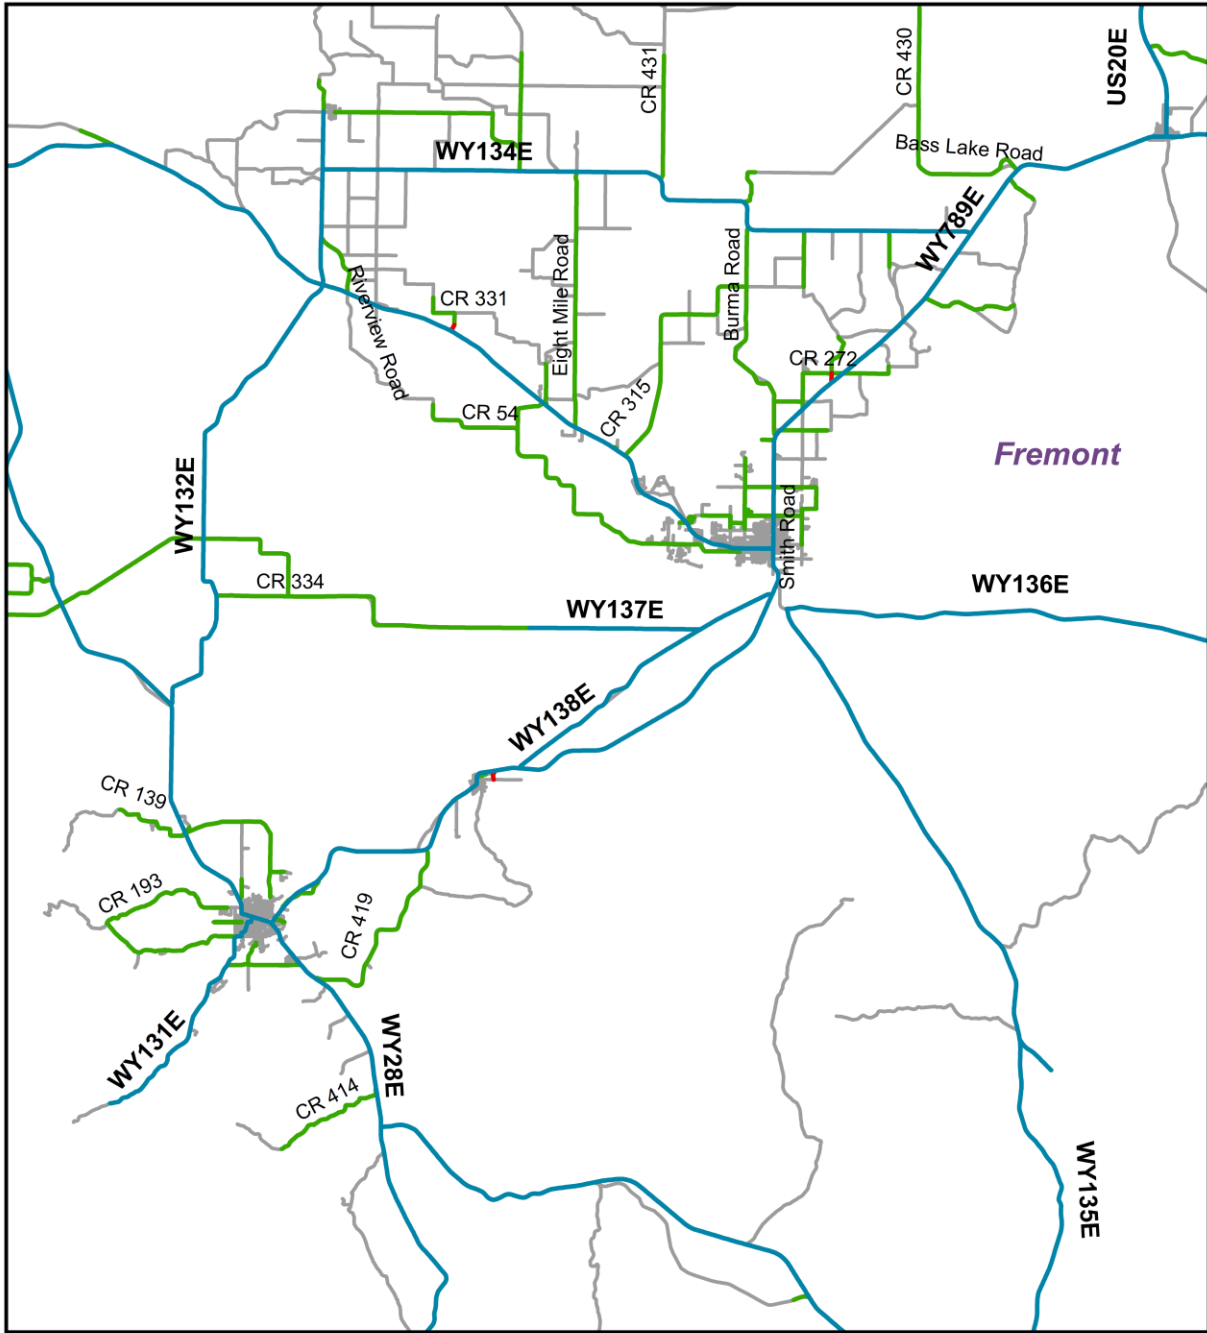 US20E
CR 430
CR 431
Bass Lake Road
WY134E
WY789E
Eight Mile Road
Burma Road
Riverview Road
CR 331
CR 272
CR 315
CR 54
Fremont
WY132E
Smith Road
CR 334
WY137E
WY136E
WY138E
CR 139
CR 193
CR 419
WY131E
WY28E
CR 414
WY135E